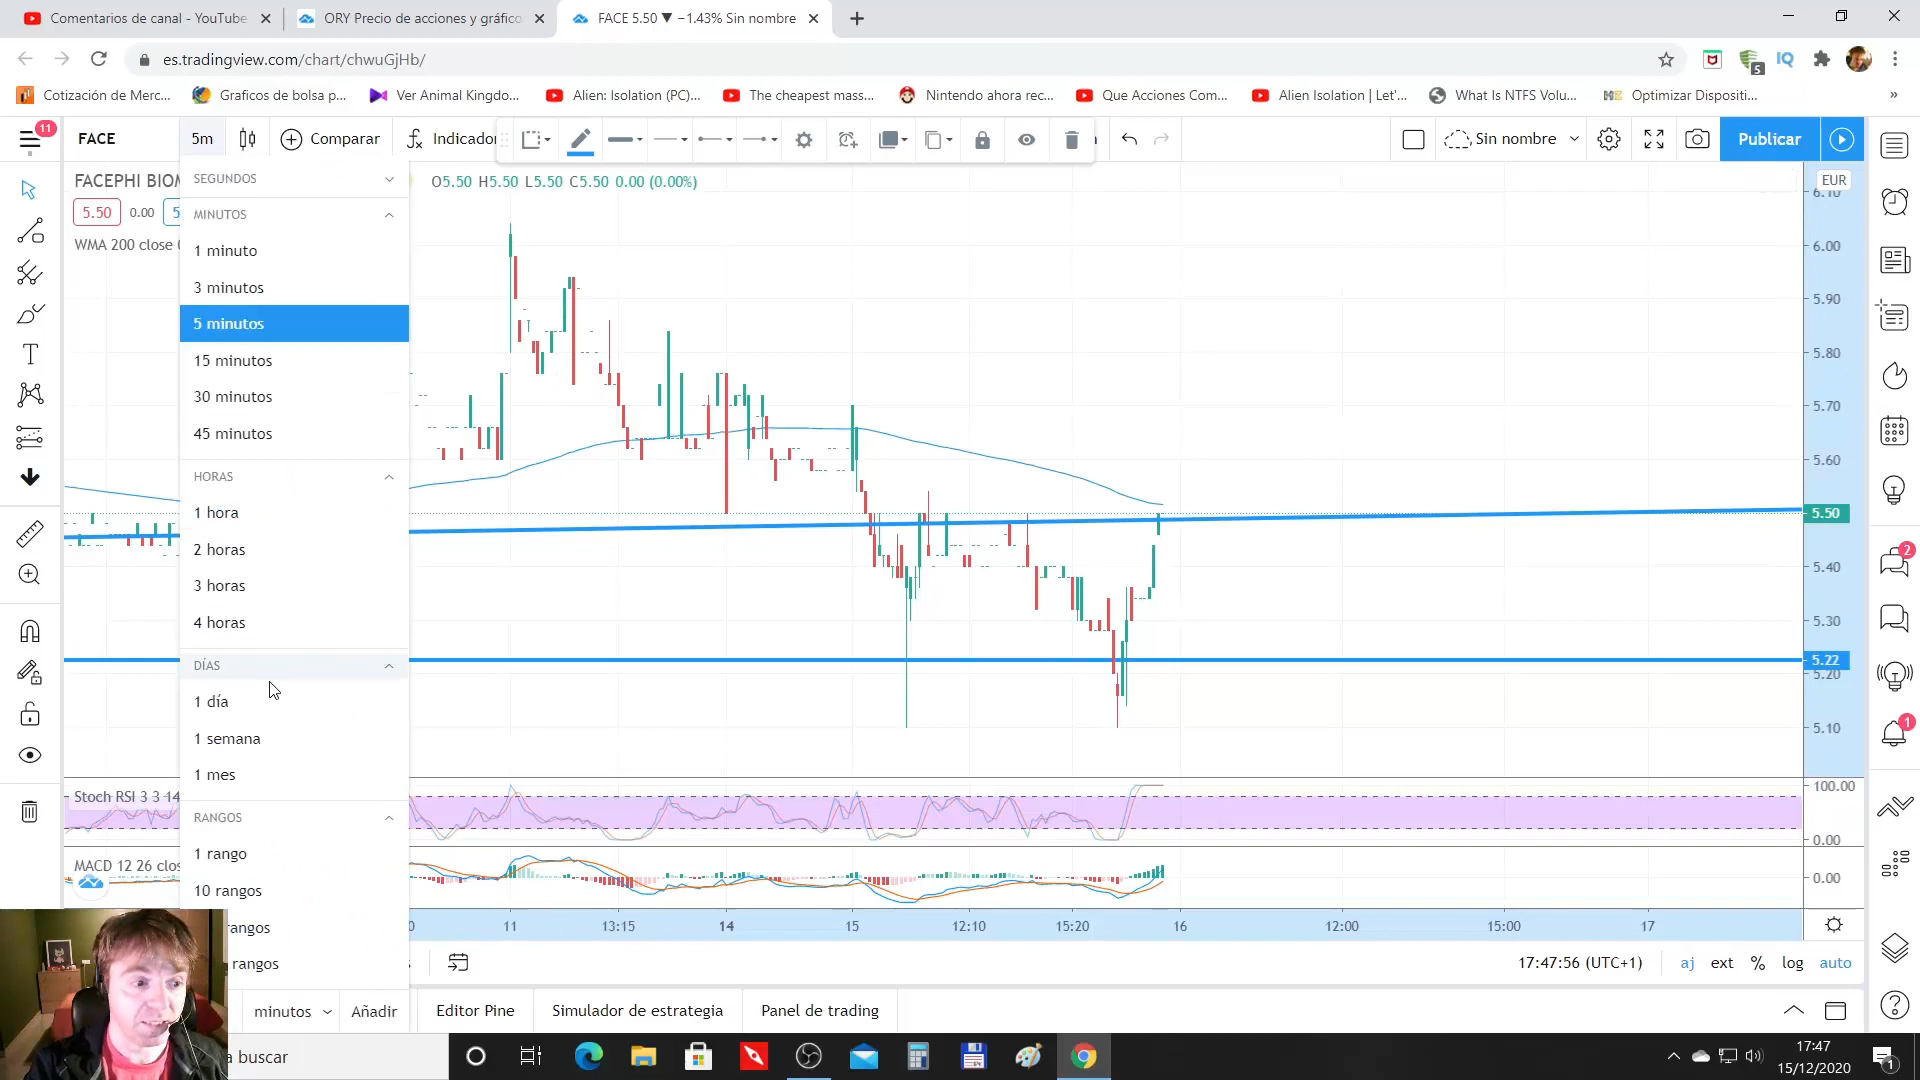 Comentarios de canal - YouTube
ORY Precio de acciones y gráfico
FACE 5.50 ▼ −1.43% Sin nombre
es.tradingview.com/chart/chwuGjHb/
5
Cotización de Merc...
Graficos de bolsa p...
Ver Animal Kingdo...
Alien: Isolation (PC)...
The cheapest mass...
Nintendo ahora rec...
Que Acciones Com...
Alien Isolation | Let'...
What Is NTFS Volu...
Optimizar Dispositi...
»
11
FACE
5m
Comparar
Indicado
Sin nombre
Publicar
FACEPHI BIOM
O5.50 H5.50 L5.50 C5.50 0.00 (0.00%)
5.50
0.00
5
WMA 200 close
SEGUNDOS
MINUTOS
1 minuto
3 minutos
5 minutos
15 minutos
30 minutos
45 minutos
HORAS
1 hora
2 horas
3 horas
4 horas
DÍAS
1 día
1 semana
1 mes
RANGOS
1 rango
10 rangos
rangos
rangos
minutos
Añadir
EUR
6.10
6.00
5.90
5.80
5.70
5.60
5.50
5.40
5.30
5.22
5.20
5.10
Stoch RSI 3 3 14
100.00
0.00
MACD 12 26 clos
0.00
0
11
13:15
14
15
12:10
15:20
16
12:00
15:00
17
17:47:56 (UTC+1)
aj
ext
%
log
auto
Editor Pine
Simulador de estrategia
Panel de trading
2
1
a buscar
17:47
15/12/2020
1